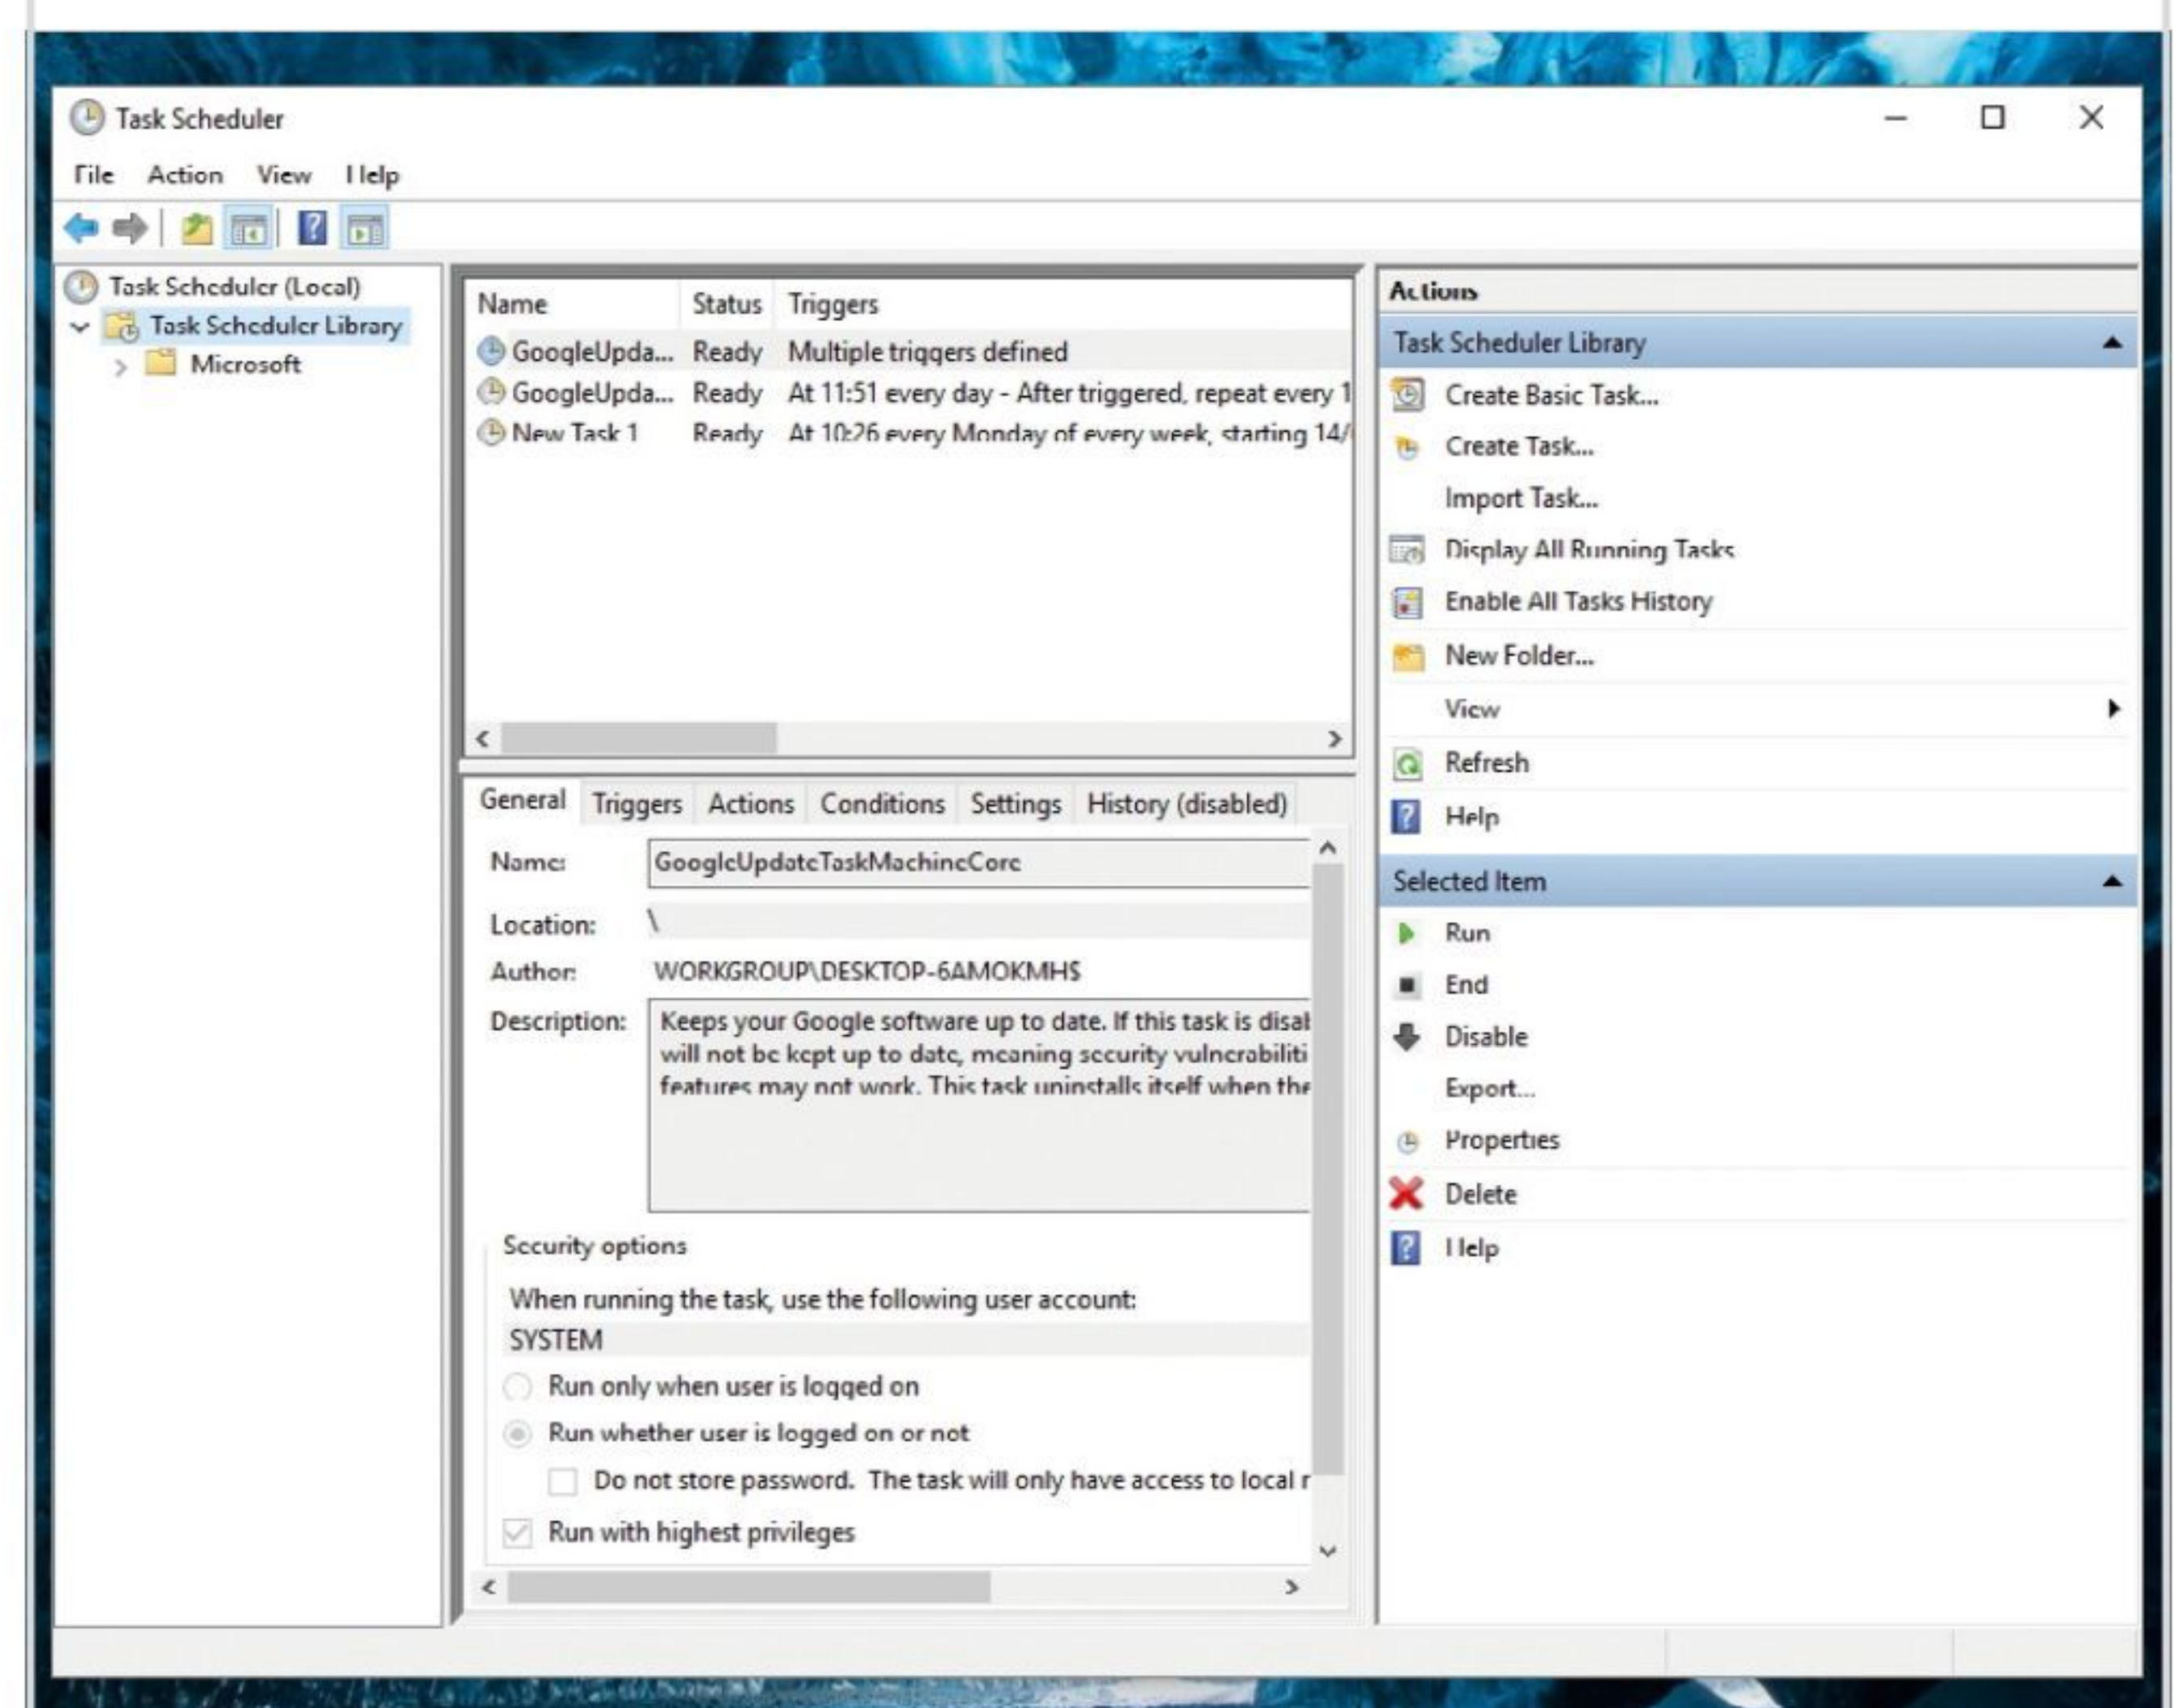 Task Scheduler
File Action View Help
Task Scheduler (Local)
Task Scheduler Library
Microsoft
Name Status Triggers
GoogleUpda... Ready Multiple triggers defined
GoogleUpda... Ready At 11:51 every day - After triggered, repeat every 1
New Task 1 Ready At 10:26 every Monday of every week, starting 14/
General Triggers Actions Conditions Settings History (disabled)
Name: GoogleUpdateTaskMachineCore
Location: \
Author: WORKGROUP\DESKTOP-6AMOKMH$
Description: Keeps your Google software up to date. If this task is disab
will not be kept up to date, meaning security vulnerabiliti
features may not work. This task uninstalls itself when the
Security options
When running the task, use the following user account:
SYSTEM
Run only when user is logged on
Run whether user is logged on or not
Do not store password. The task will only have access to local r
Run with highest privileges
Actions
Task Scheduler Library
Create Basic Task...
Create Task...
Import Task...
Display All Running Tasks
Enable All Tasks History
New Folder...
View
Refresh
Help
Selected Item
Run
End
Disable
Export...
Properties
Delete
Help